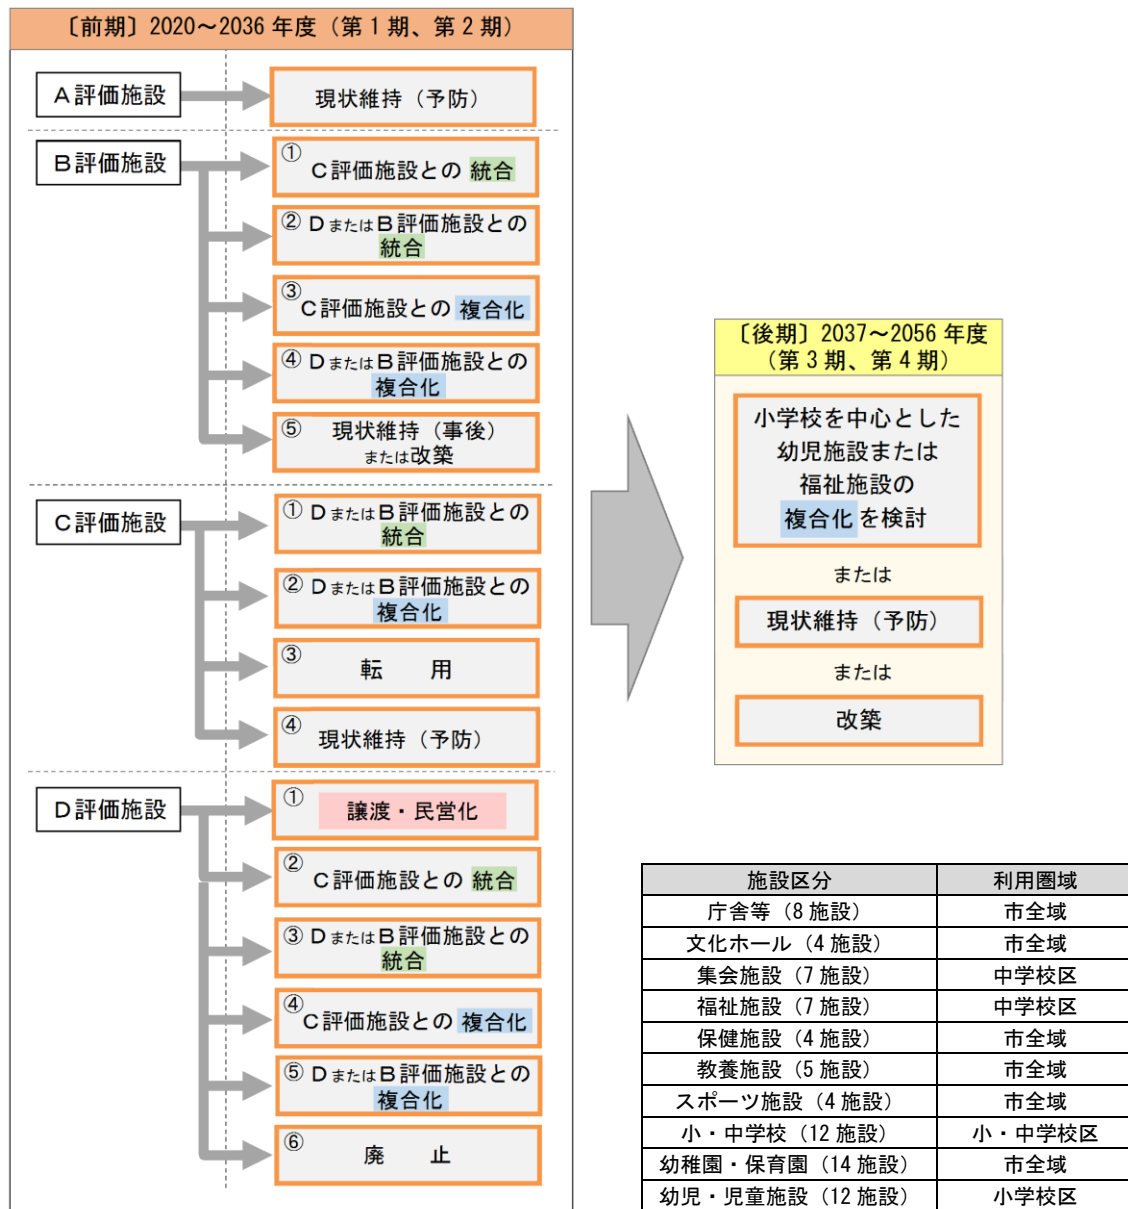 〔前期〕2020～2036 年度（第 1 期、第 2 期）
Ａ評価施設
現状維持（予防）
Ｂ評価施設
①
Ｃ評価施設との 統合
② ＤまたはＢ評価施設との
統合
③
Ｃ評価施設との 複合化
④ ＤまたはＢ評価施設との
複合化
⑤ 現状維持（事後）
または改築
Ｃ評価施設
① ＤまたはＢ評価施設との
統合
② ＤまたはＢ評価施設との
複合化
③
転　用
④
現状維持（予防）
Ｄ評価施設
①
譲渡・民営化
②
Ｃ評価施設との 統合
③ ＤまたはＢ評価施設との
統合
④
Ｃ評価施設との 複合化
⑤ ＤまたはＢ評価施設との
複合化
⑥
廃　止
〔後期〕2037～2056 年度
（第 3 期、第 4 期）
小学校を中心とした
幼児施設または
福祉施設の
複合化 を検討
または
現状維持（予防）
または
改築
施設区分 利用圏域
庁舎等（8 施設） 市全域
文化ホール（4 施設） 市全域
集会施設（7 施設） 中学校区
福祉施設（7 施設） 中学校区
保健施設（4 施設） 市全域
教養施設（5 施設） 市全域
スポーツ施設（4 施設） 市全域
小・中学校（12 施設） 小・中学校区
幼稚園・保育園（14 施設） 市全域
幼児・児童施設（12 施設） 小学校区